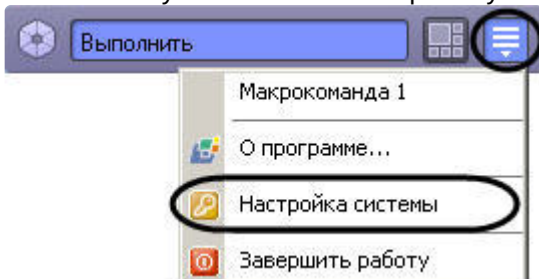 Выполнить
Макрокоманда 1
О программе...
Настройка системы
Завершить работу